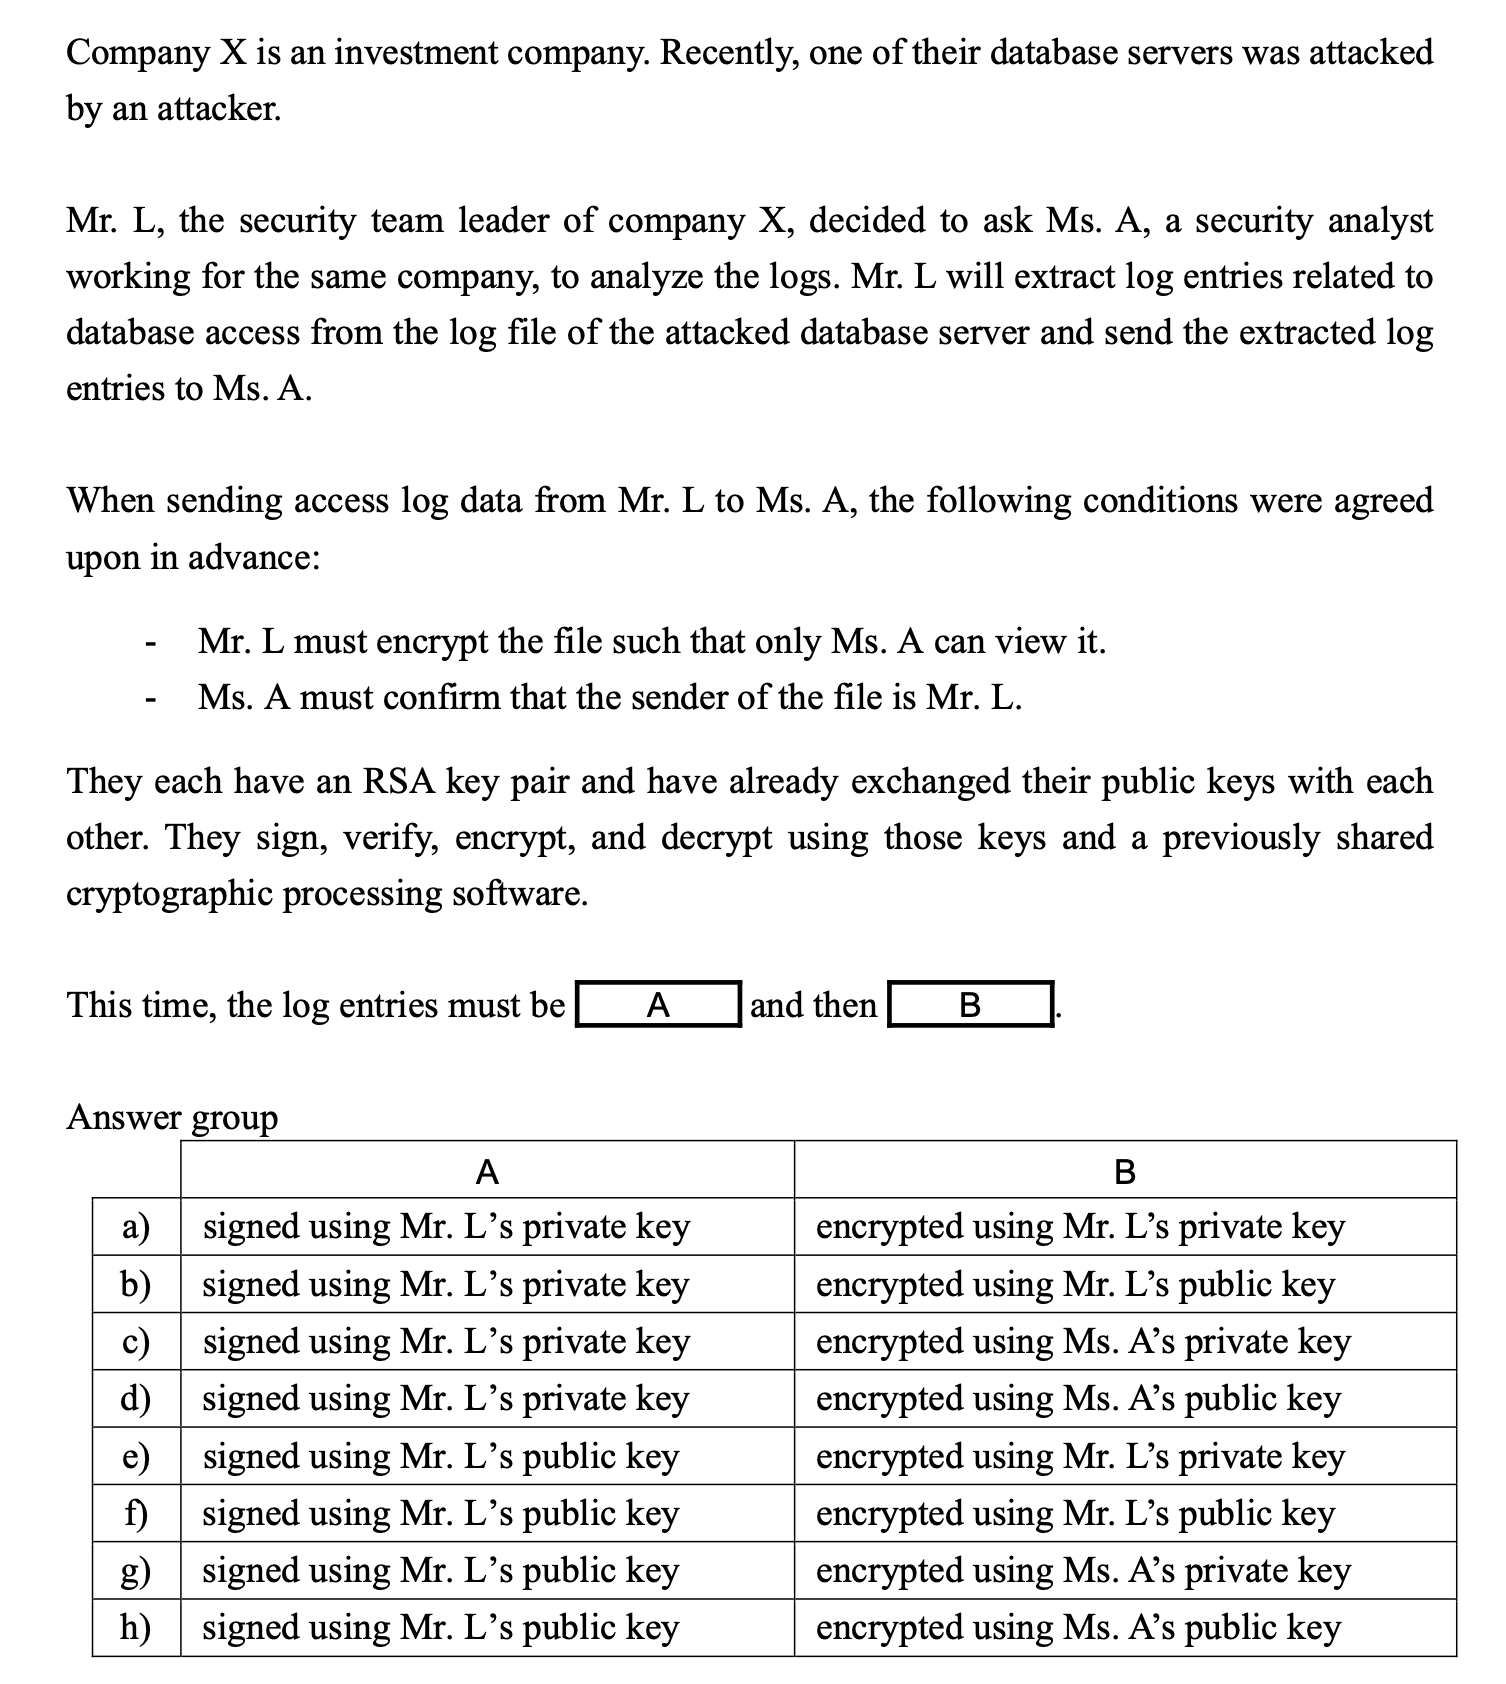 Company X is an investment company. Recently, one of their database servers was attacked
by an attacker.
Mr. L, the security team leader of company X, decided to ask Ms. A, a security analyst
working for the same company, to analyze the logs. Mr. L will extract log entries related to
database access from the log file of the attacked database server and send the extracted log
entries to Ms. A.
When sending access log data from Mr. L to Ms. A, the following conditions were agreed
upon in advance:
- Mr. L must encrypt the file such that only Ms. A can view it.
- Ms. A must confirm that the sender of the file is Mr. L.
They each have an RSA key pair and have already exchanged their public keys with each
other. They sign, verify, encrypt, and decrypt using those keys and a previously shared
cryptographic processing software.
This time, the log entries must be A and then B.
Answer group
A B
a) signed using Mr. L’s private key encrypted using Mr. L’s private key
b) signed using Mr. L’s private key encrypted using Mr. L’s public key
c) signed using Mr. L’s private key encrypted using Ms. A’s private key
d) signed using Mr. L’s private key encrypted using Ms. A’s public key
e) signed using Mr. L’s public key encrypted using Mr. L’s private key
f) signed using Mr. L’s public key encrypted using Mr. L’s public key
g) signed using Mr. L’s public key encrypted using Ms. A’s private key
h) signed using Mr. L’s public key encrypted using Ms. A’s public key